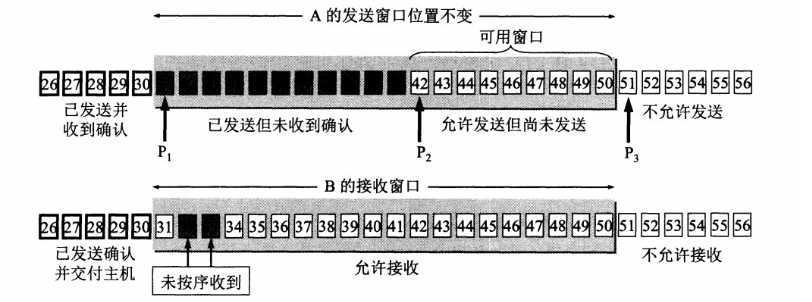 A 的发送窗口位置不变
可用窗口
26 27 28 29 30 42 43 44 45 46 47 48 49 50 51 52 53 54 55 56
已发送并
收到确认
已发送但未收到确认
允许发送但尚未发送
不允许发送
P1 P2 P3
B 的接收窗口
26 27 28 29 30 31 34 35 36 37 38 39 40 41 42 43 44 45 46 47 48 49 50 51 52 53 54 55 56
已发送确认
并交付主机
未按序收到
允许接收
不允许接收